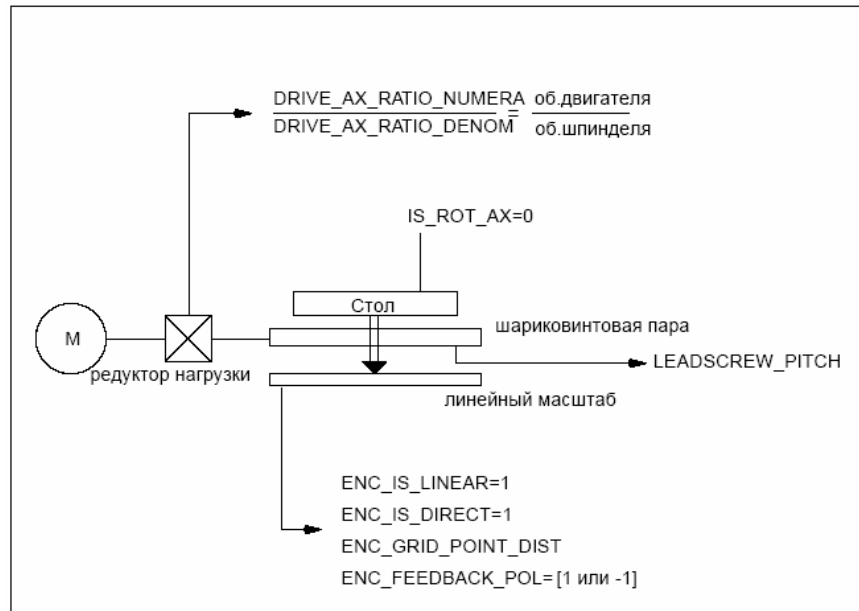 DRIVE_AX_RATIO_NUMERA = об.двигателя
DRIVE_AX_RATIO_DENOM об.шпинделя
IS_ROT_AX=0
Стол
шариковинтовая пара
M
LEADSCREW_PITCH
редуктор нагрузки
линейный масштаб
ENC_IS_LINEAR=1
ENC_IS_DIRECT=1
ENC_GRID_POINT_DIST
ENC_FEEDBACK_POL= [1 или -1]